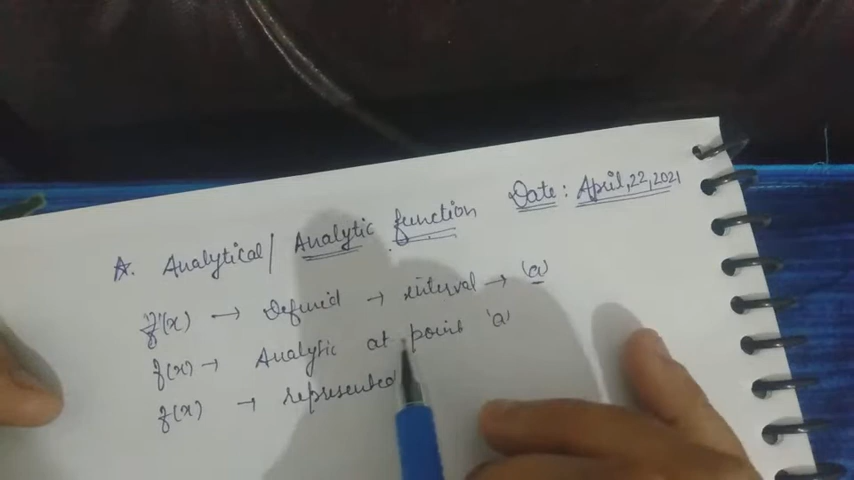 A. Analytical/ Analytic function Date: April, 22, 2021
f(x) → Defined → interval → 'a'
f(x) → Analytic at point 'a'
f(x) → represented